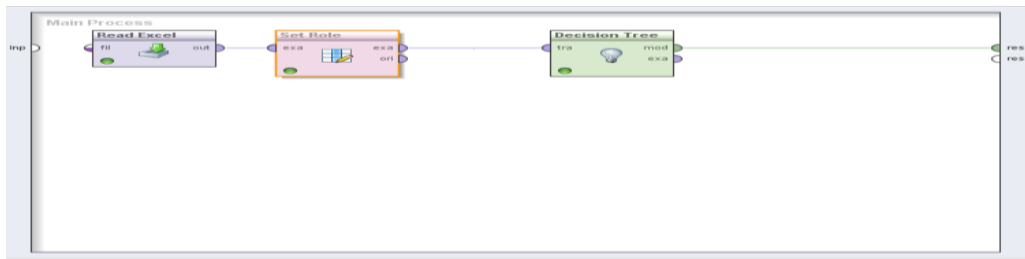 Main Process
Read Excel
Set Role
Decision Tree
inp
fil
out
exa
exa
tra
mod
res
ori
exa
res